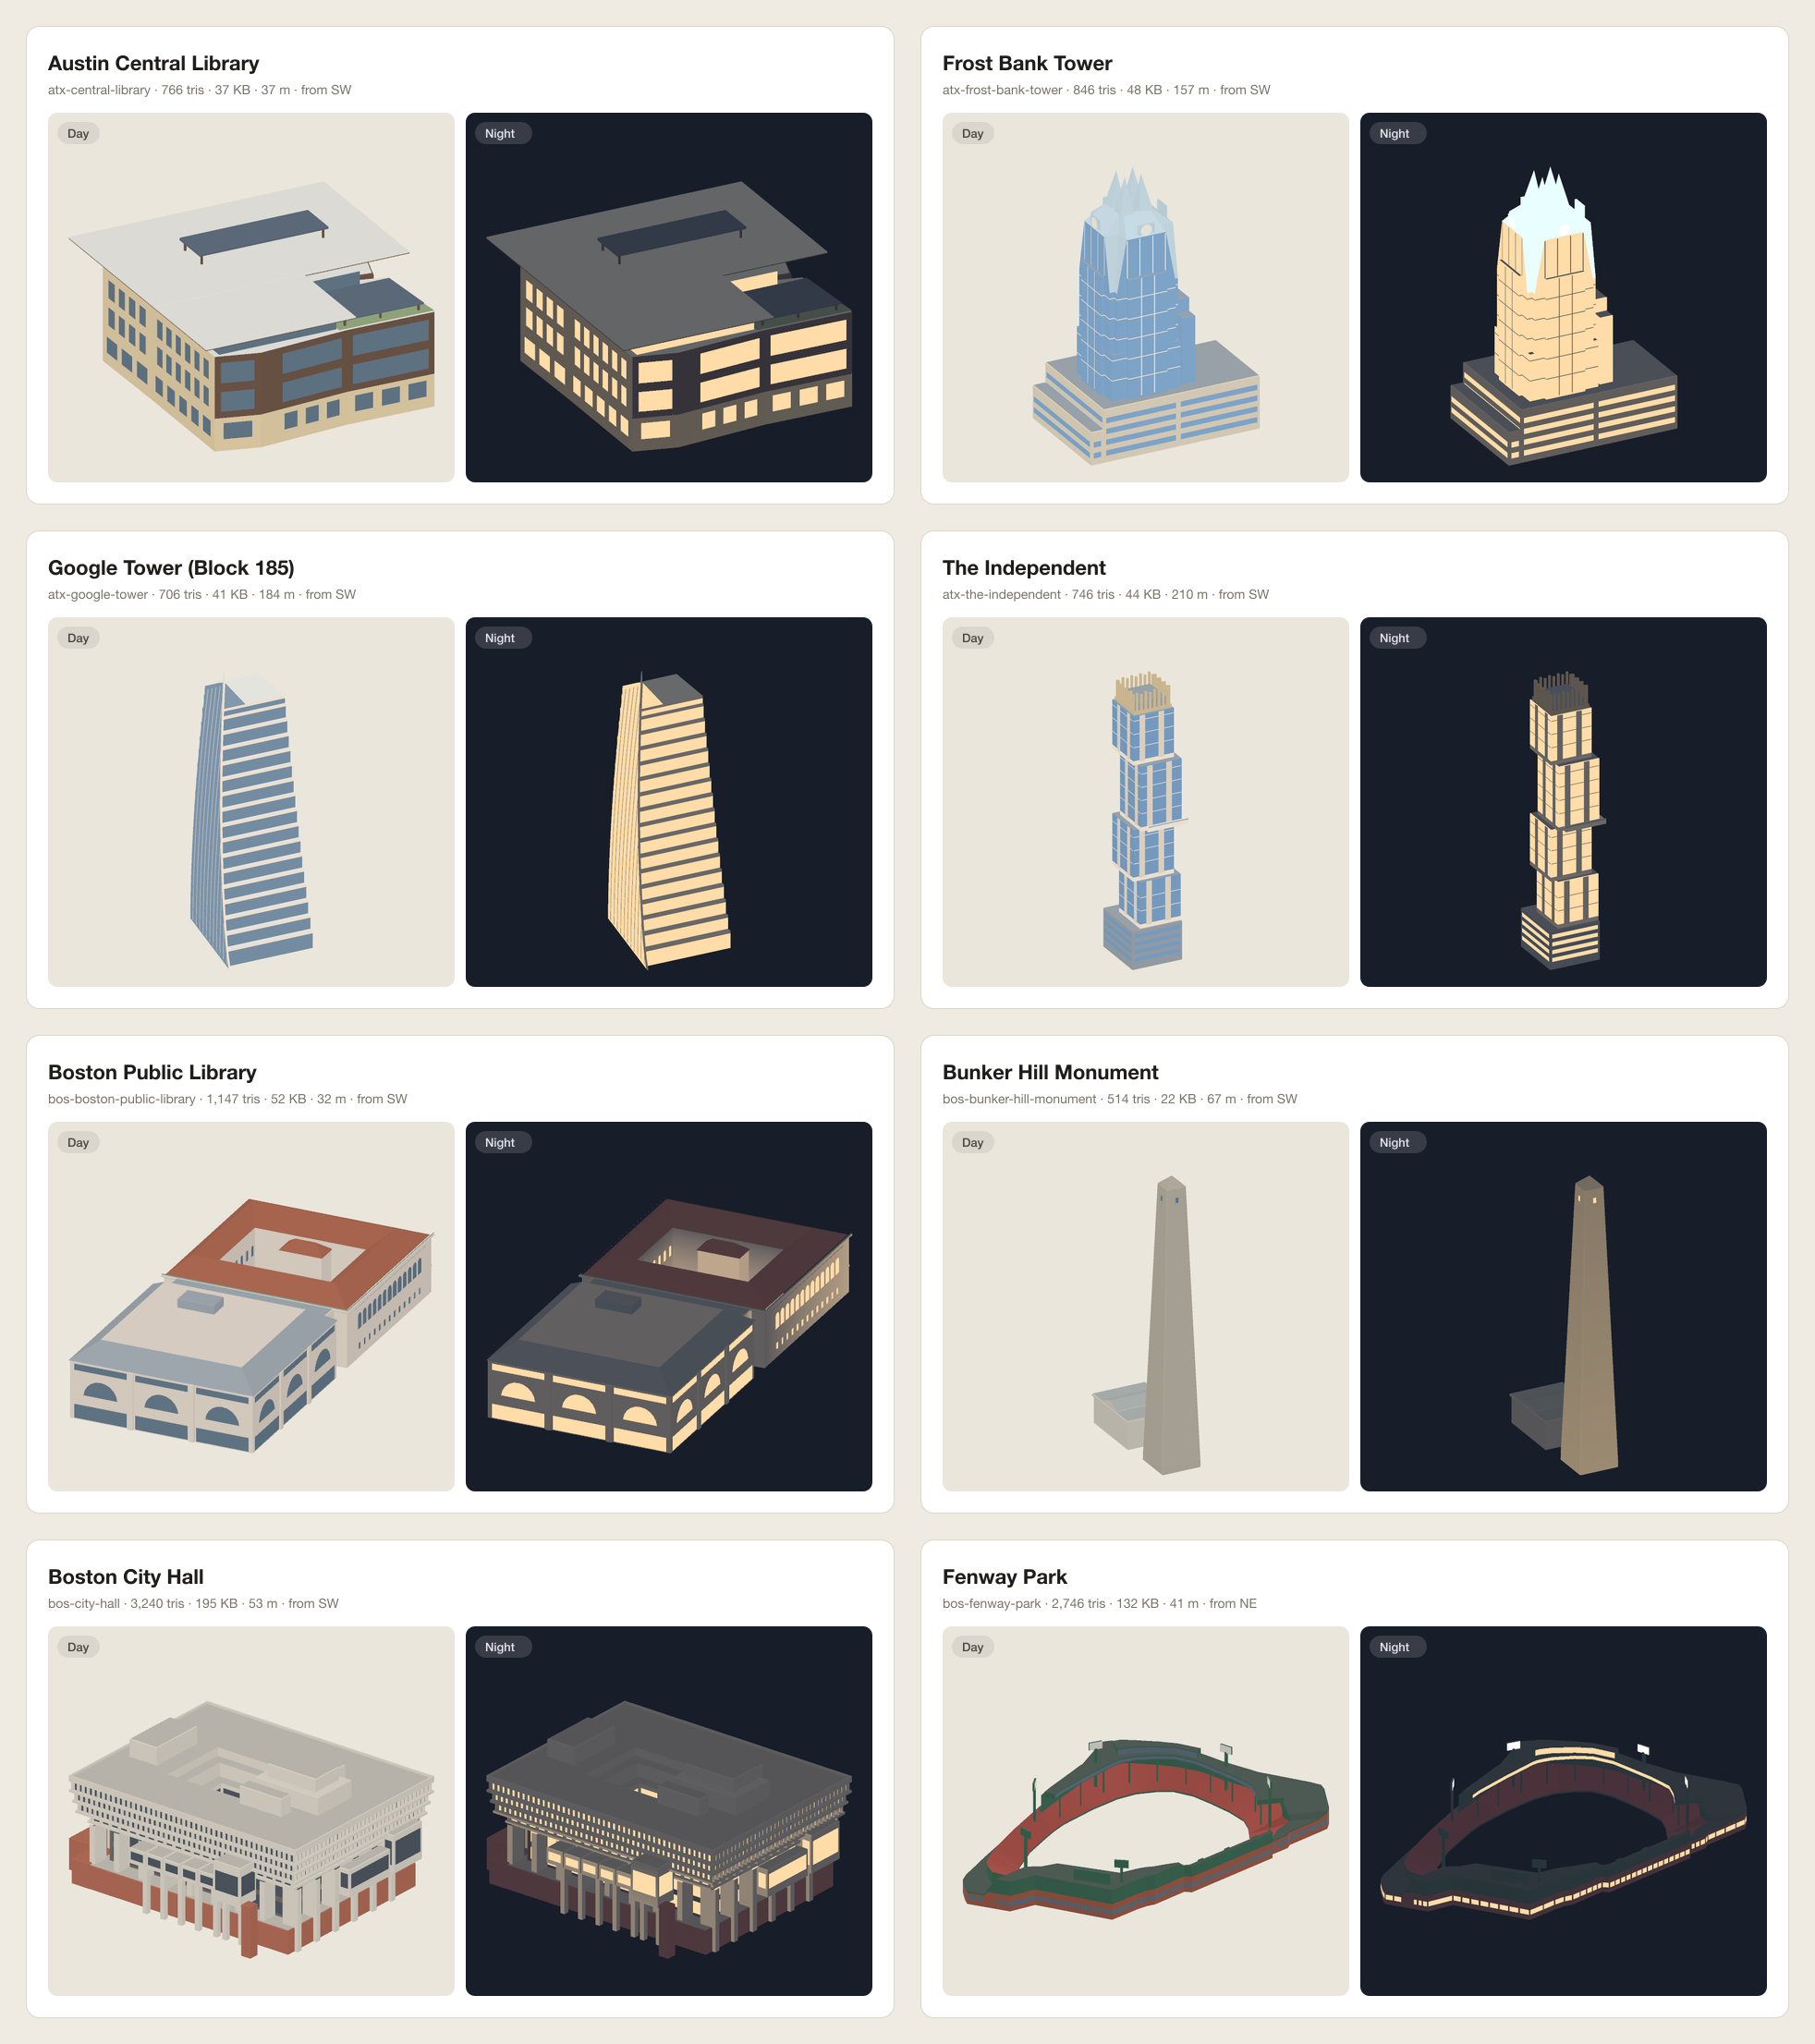 Austin Central Library
atx-central-library · 766 tris · 37 KB · 37 m · from SW
Day
Night
Frost Bank Tower
atx-frost-bank-tower · 846 tris · 48 KB · 157 m · from SW
Day
Night
Google Tower (Block 185)
atx-google-tower · 706 tris · 41 KB · 184 m · from SW
Day
Night
The Independent
atx-the-independent · 746 tris · 44 KB · 210 m · from SW
Day
Night
Boston Public Library
bos-boston-public-library · 1,147 tris · 52 KB · 32 m · from SW
Day
Night
Bunker Hill Monument
bos-bunker-hill-monument · 514 tris · 22 KB · 67 m · from SW
Day
Night
Boston City Hall
bos-city-hall · 3,240 tris · 195 KB · 53 m · from SW
Day
Night
Fenway Park
bos-fenway-park · 2,746 tris · 132 KB · 41 m · from NE
Day
Night